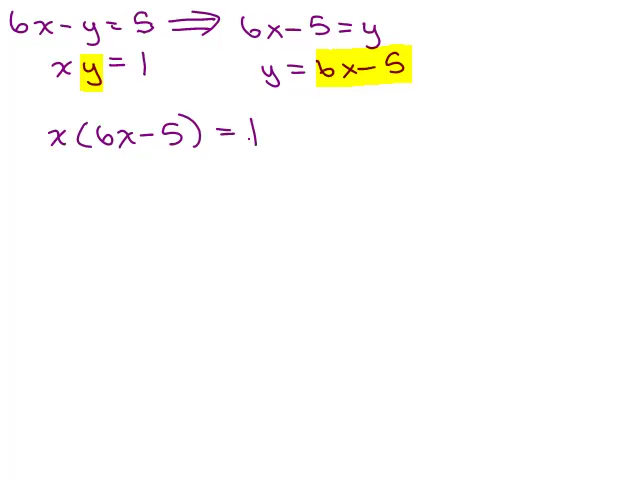 6x - y = 5 ⟹ 6x - 5 = y
xy = 1 y = 6x - 5
x(6x - 5) = 1